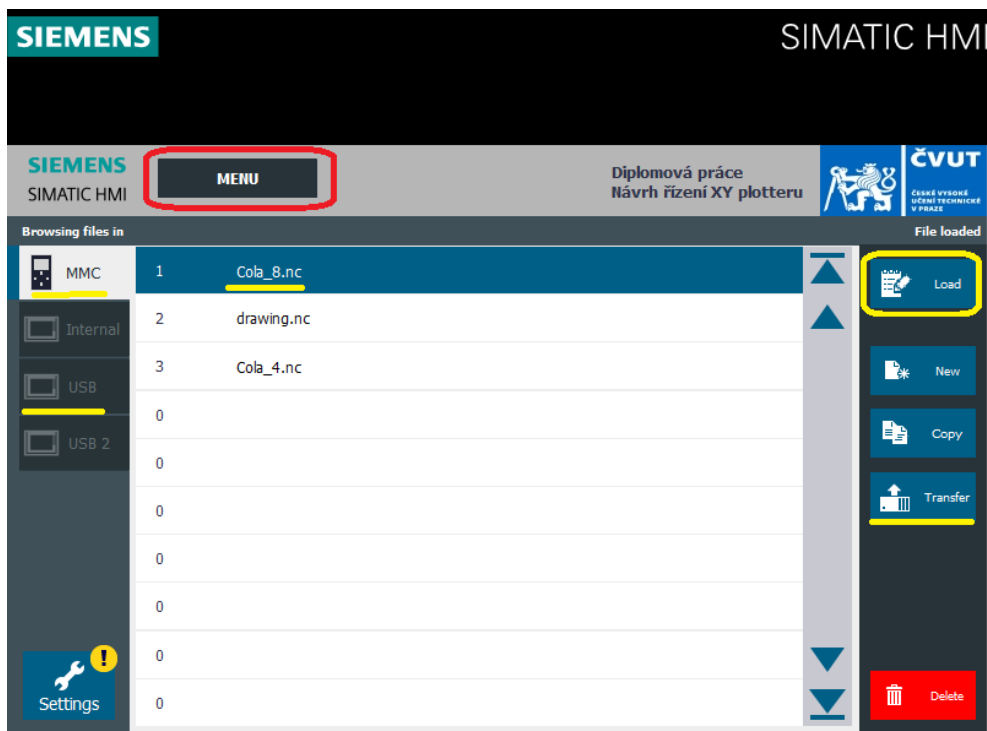 SIEMENS
SIMATIC HMI
SIEMENS
SIMATIC HMI
MENU
Diplomová práce
Návrh řízení XY plotteru
ČVUT
ČESKÉ VYSOKÉ
UČENÍ TECHNICKÉ
V PRAZE
Browsing files in
File loaded
MMC
Internal
USB
USB 2
1 Cola_8.nc
2 drawing.nc
3 Cola_4.nc
0
0
0
0
0
0
0
Load
New
Copy
Transfer
!
Settings
Delete